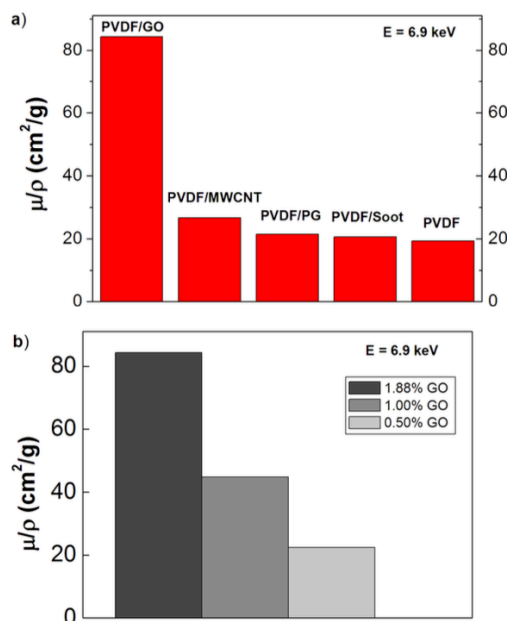 a)
PVDF/GO
E = 6.9 keV
80
80
60
60
μ/ρ (cm²/g)
40
40
PVDF/MWCNT
PVDF/PG
PVDF/Soot
PVDF
20
20
0
0
b)
E = 6.9 keV
80
1.88% GO
1.00% GO
0.50% GO
60
μ/ρ (cm²/g)
40
20
0